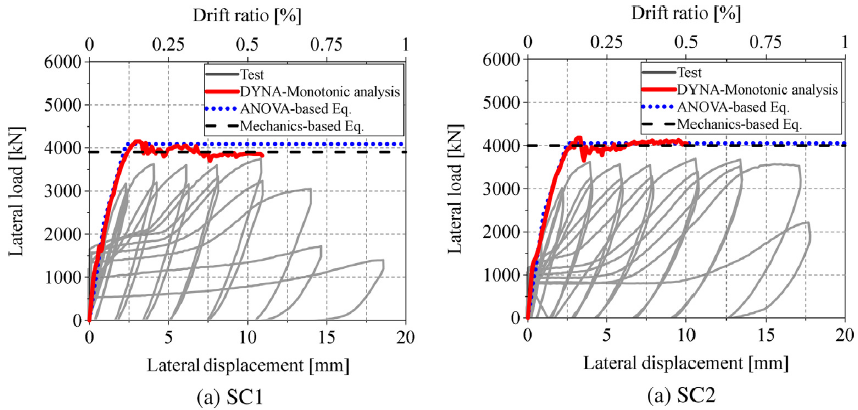 Drift ratio [%]
0 0.25 0.5 0.75 1
6000
5000
4000
3000
2000
1000
0
Lateral load [kN]
Test
DYNA-Monotonic analysis
ANOVA-based Eq.
Mechanics-based Eq.
0 5 10 15 20
Lateral displacement [mm]
(a) SC1
Drift ratio [%]
0 0.25 0.5 0.75 1
6000
5000
4000
3000
2000
1000
0
Lateral load [kN]
Test
DYNA-Monotonic analysis
ANOVA-based Eq.
Mechanics-based Eq.
0 5 10 15 20
Lateral displacement [mm]
(a) SC2